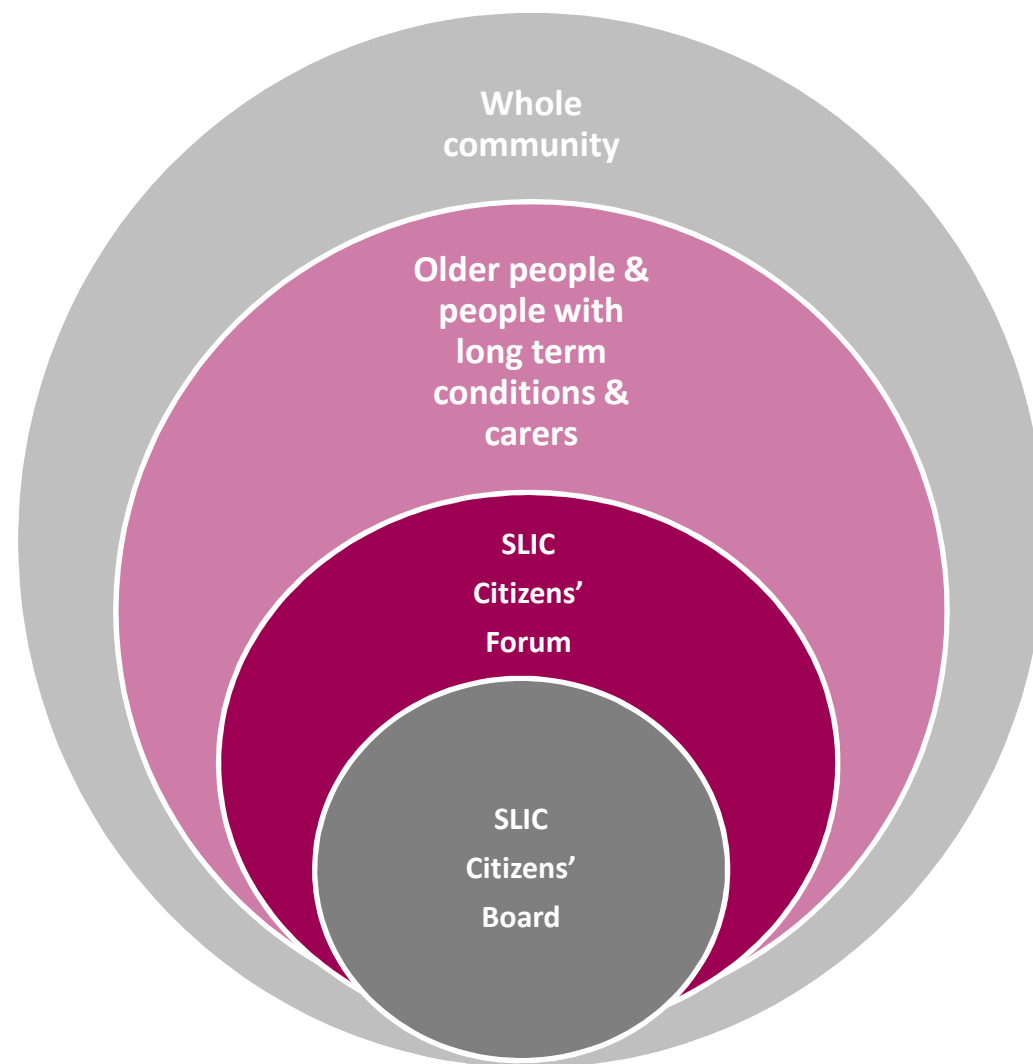 Whole
community
Older people &
people with
long term
conditions &
carers
SLIC
Citizens’
Forum
SLIC
Citizens’
Board